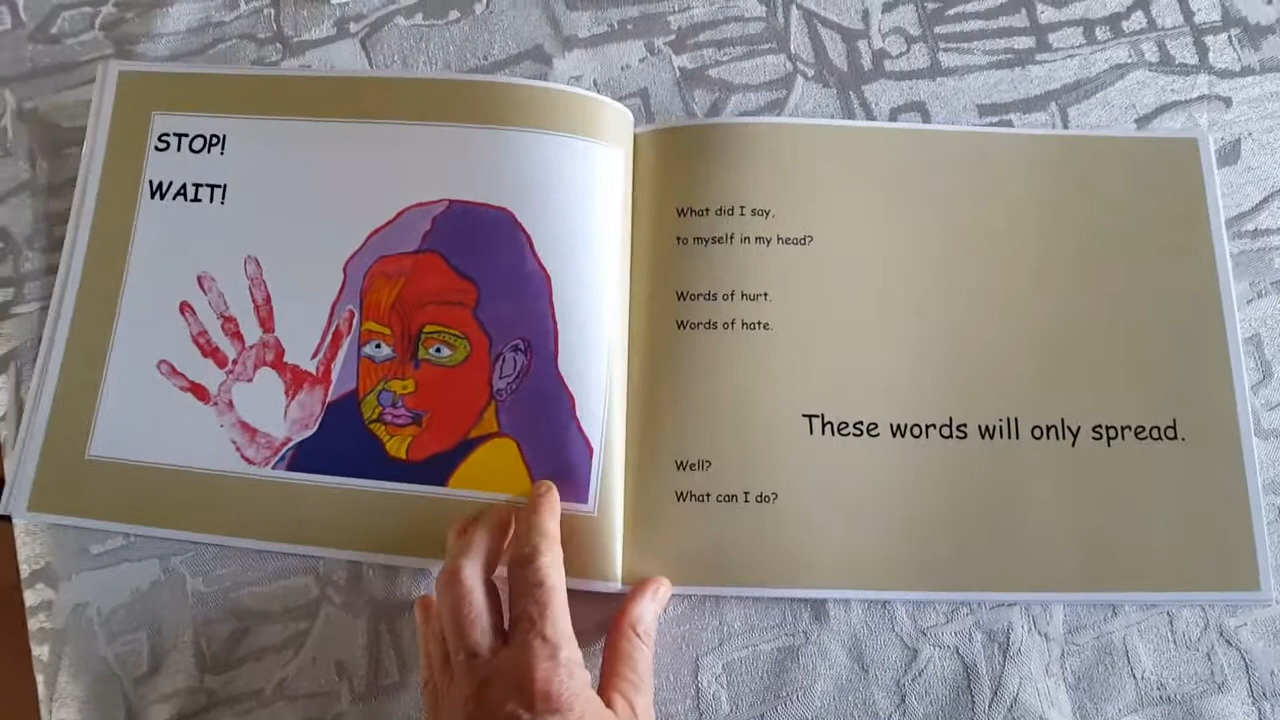 STOP!
WAIT!
What did I say,
to myself in my head?
Words of hurt.
Words of hate.
These words will only spread.
Well?
What can I do?